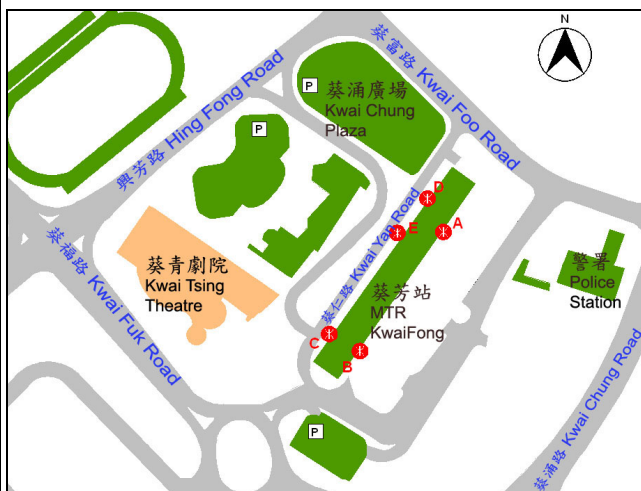 N
葵富路 Kwai Foo Road
興芳路 Hing Fong Road
P
葵涌廣場
Kwai Chung
Plaza
P
D
A
E
葵仁路 Kwai Yan Road
葵福路 Kwai Fuk Road
葵青劇院
Kwai Tsing
Theatre
葵芳站
MTR
KwaiFong
警署
Police
Station
C
B
P
葵涌路 Kwai Chung Road